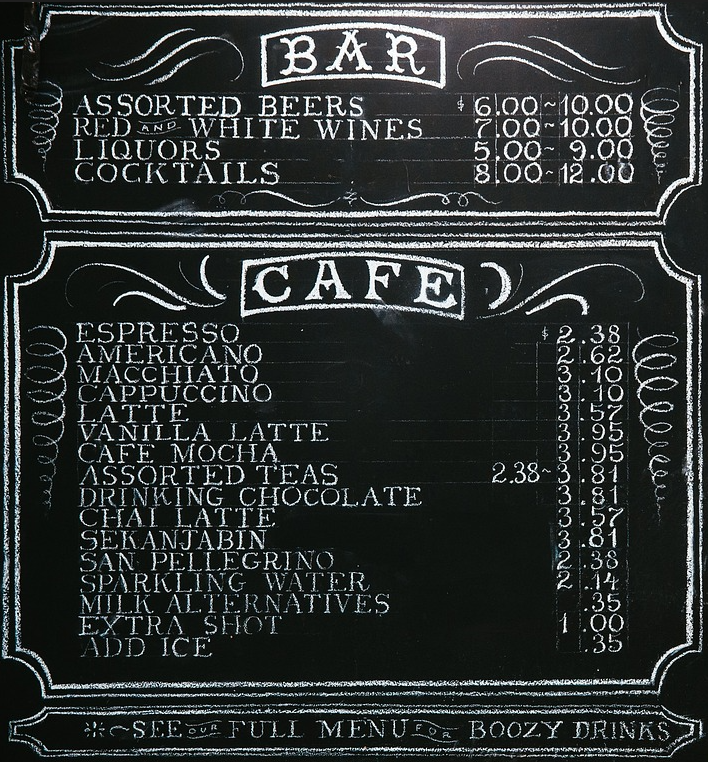 BAR
ASSORTED BEERS $ 6.00~10.00
RED AND WHITE WINES 7.00~10.00
LIQUORS 5.00~ 9.00
COCKTAILS 8.00~12.00
CAFE
ESPRESSO $ 2.38
AMERICANO 2.62
MACCHIATO 3.10
CAPPUCCINO 3.10
LATTE 3.57
VANILLA LATTE 3.95
CAFE MOCHA 3.95
ASSORTED TEAS 2.38~3.81
DRINKING CHOCOLATE 3.81
CHAI LATTE 3.57
SEKANJABIN 3.81
SAN PELLEGRINO 2.38
SPARKLING WATER 2.14
MILK ALTERNATIVES .35
EXTRA SHOT 1.00
ADD ICE .35
*~SEE OUR FULL MENU FOR BOOZY DRINKS